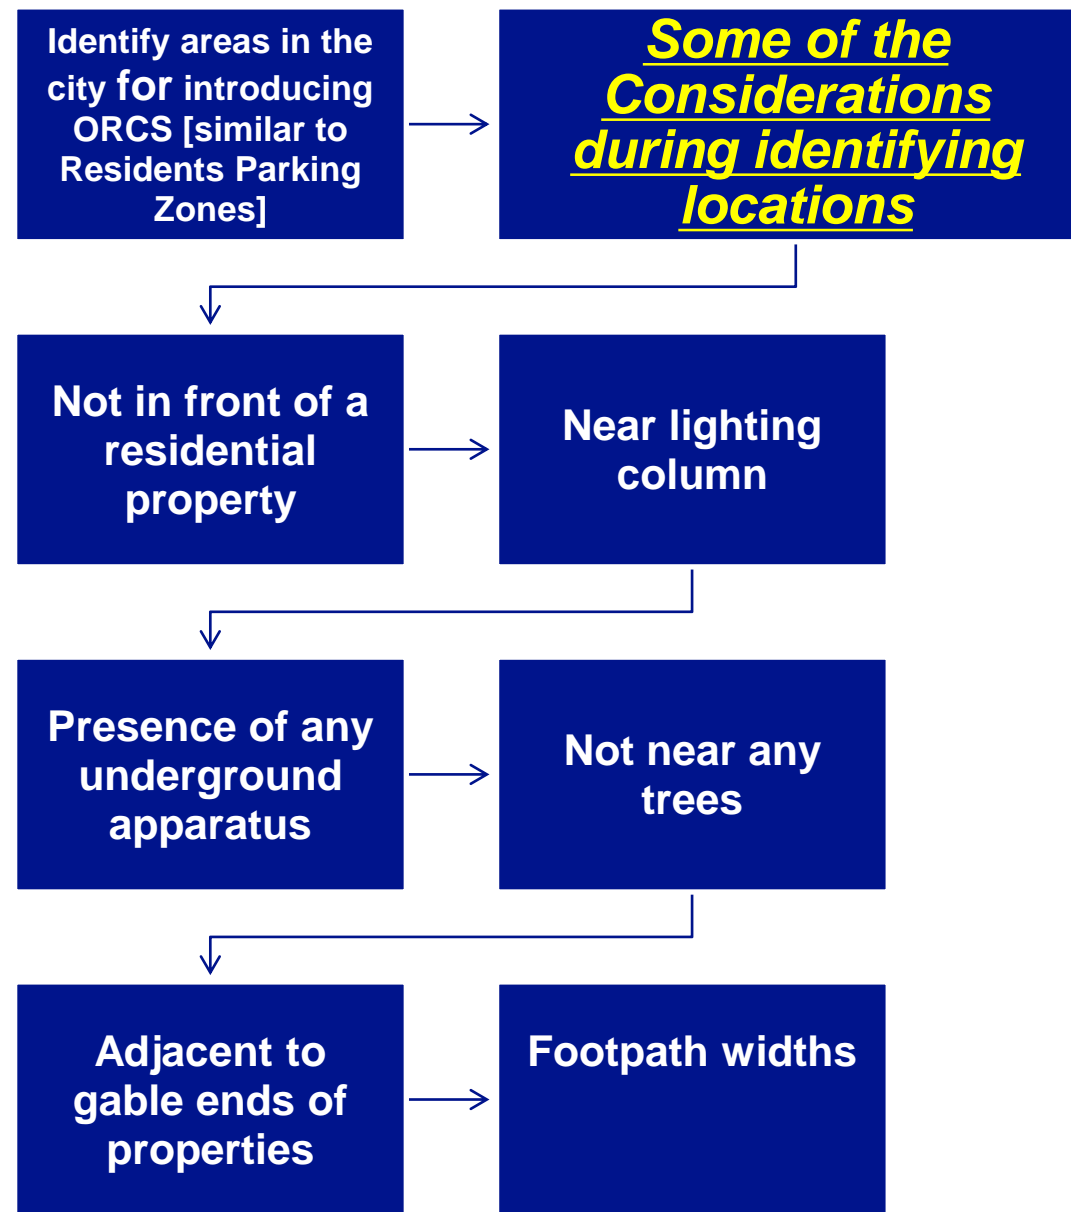 Identify areas in the
city for introducing
ORCS [similar to
Residents Parking
Zones]
Some of the
Considerations
during identifying
locations
Not in front of a
residential
property
Near lighting
column
Presence of any
underground
apparatus
Not near any
trees
Adjacent to
gable ends of
properties
Footpath widths